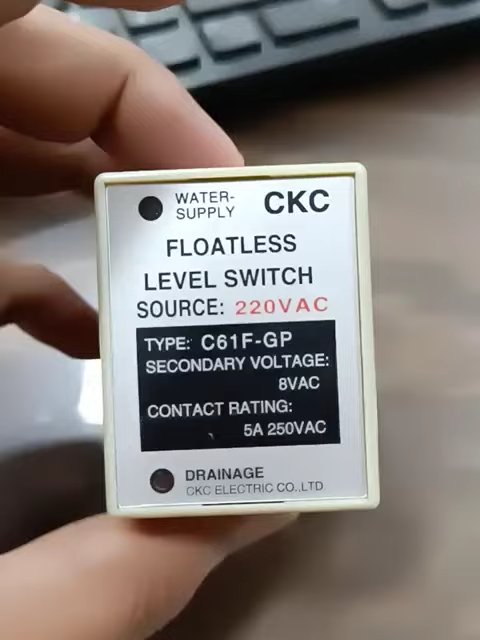 WATER-
SUPPLY
CKC
FLOATLESS
LEVEL SWITCH
SOURCE: 220VAC
TYPE: C61F-GP
SECONDARY VOLTAGE:
8VAC
CONTACT RATING:
5A 250VAC
DRAINAGE
CKC ELECTRIC CO.,LTD